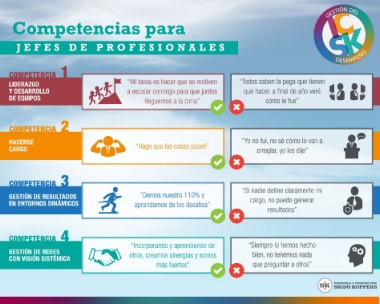 Competencias para
JEFES DE PROFESIONALES
GESTIÓN DEL
DESEMPEÑO
SK
COMPETENCIA 1
LIDERAZGO
Y DESARROLLO
DE EQUIPOS
"Mi tarea es hacer que se motiven
a escalar conmigo para que juntos
lleguemos a la cima"
"Todos saben la pega que tienen
que hacer, a final de año veré
cómo le fue"
COMPETENCIA 2
HACERSE
CARGO
"Hago que las cosas pasen"
"Yo no fui, no sé cómo lo van a
arreglar, yo les dije"
COMPETENCIA 3
GESTIÓN DE RESULTADOS
EN ENTORNOS DINÁMICOS
"Demos nuestro 110% y
aprendamos de los desafíos"
"Si nadie define claramente mi
cargo, no puedo generar
resultados"
COMPETENCIA 4
GESTIÓN DE REDES
CON VISIÓN SISTÉMICA
"Incorporando y aprendiendo de
otros, creamos sinergias y somos
más fuertes"
"Siempre lo hemos hecho
bien, no tenemos nada
que preguntar a otros"
SK